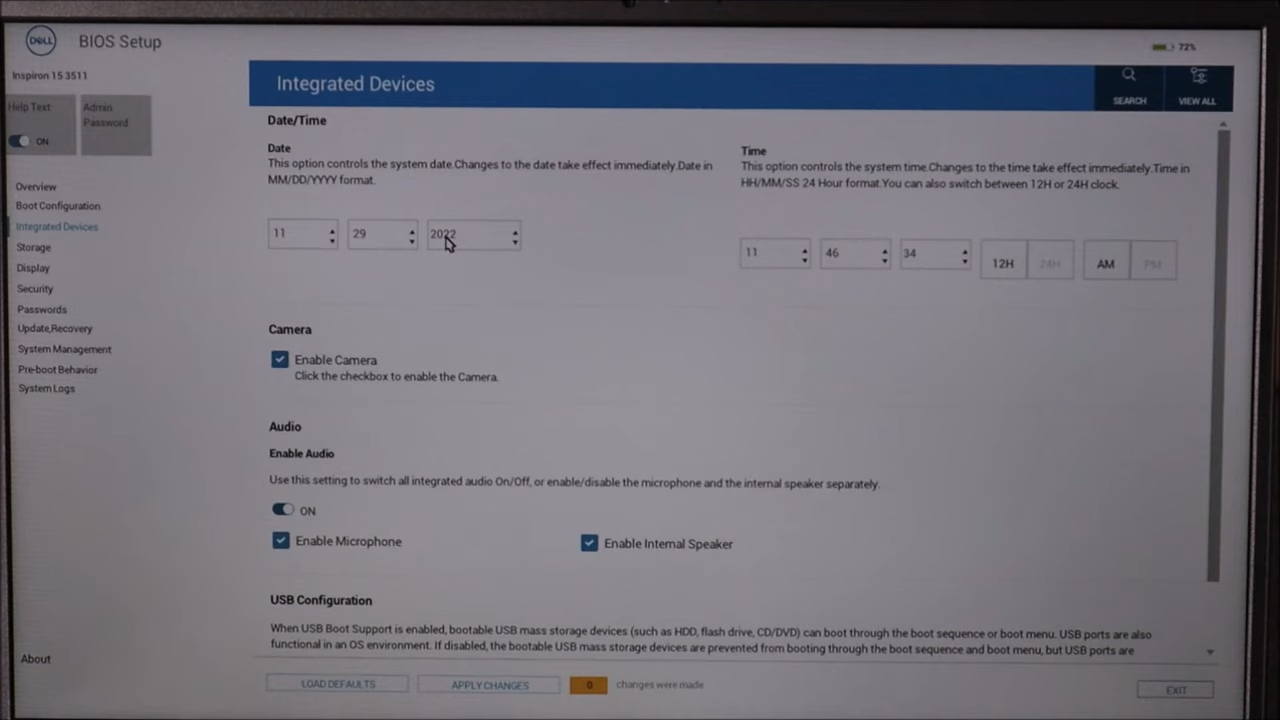 DELL
BIOS Setup
72%
Inspiron 15 3511
Help Text
ON
Admin
Password
Overview
Boot Configuration
Integrated Devices
Storage
Display
Security
Passwords
Update,Recovery
System Management
Pre-boot Behavior
System Logs
About
Integrated Devices
SEARCH
VIEW ALL
Date/Time
Date
This option controls the system date.Changes to the date take effect immediately.Date in
MM/DD/YYYY format.
11 29 2022
Time
This option controls the system time.Changes to the time take effect immediately.Time in
HH/MM/SS 24 Hour format.You can also switch between 12H or 24H clock.
11 46 34 12H 24H AM PM
Camera
Enable Camera
Click the checkbox to enable the Camera.
Audio
Enable Audio
Use this setting to switch all integrated audio On/Off, or enable/disable the microphone and the internal speaker separately.
ON
Enable Microphone
Enable Internal Speaker
USB Configuration
When USB Boot Support is enabled, bootable USB mass storage devices (such as HDD, flash drive, CD/DVD) can boot through the boot sequence or boot menu. USB ports are also
functional in an OS environment. If disabled, the bootable USB mass storage devices are prevented from booting through the boot sequence and boot menu, but USB ports are
LOAD DEFAULTS
APPLY CHANGES
0
changes were made
EXIT